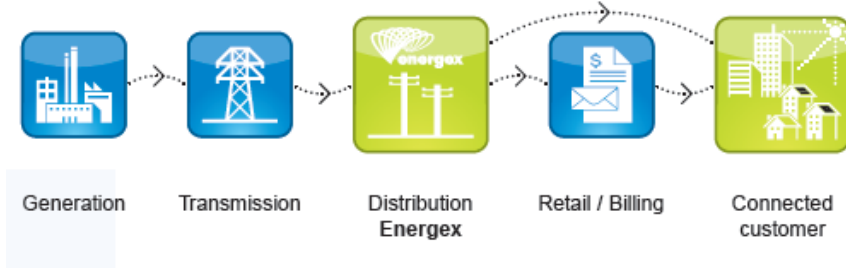 energex
$
Generation
Transmission
Distribution
Energex
Retail / Billing
Connected
customer